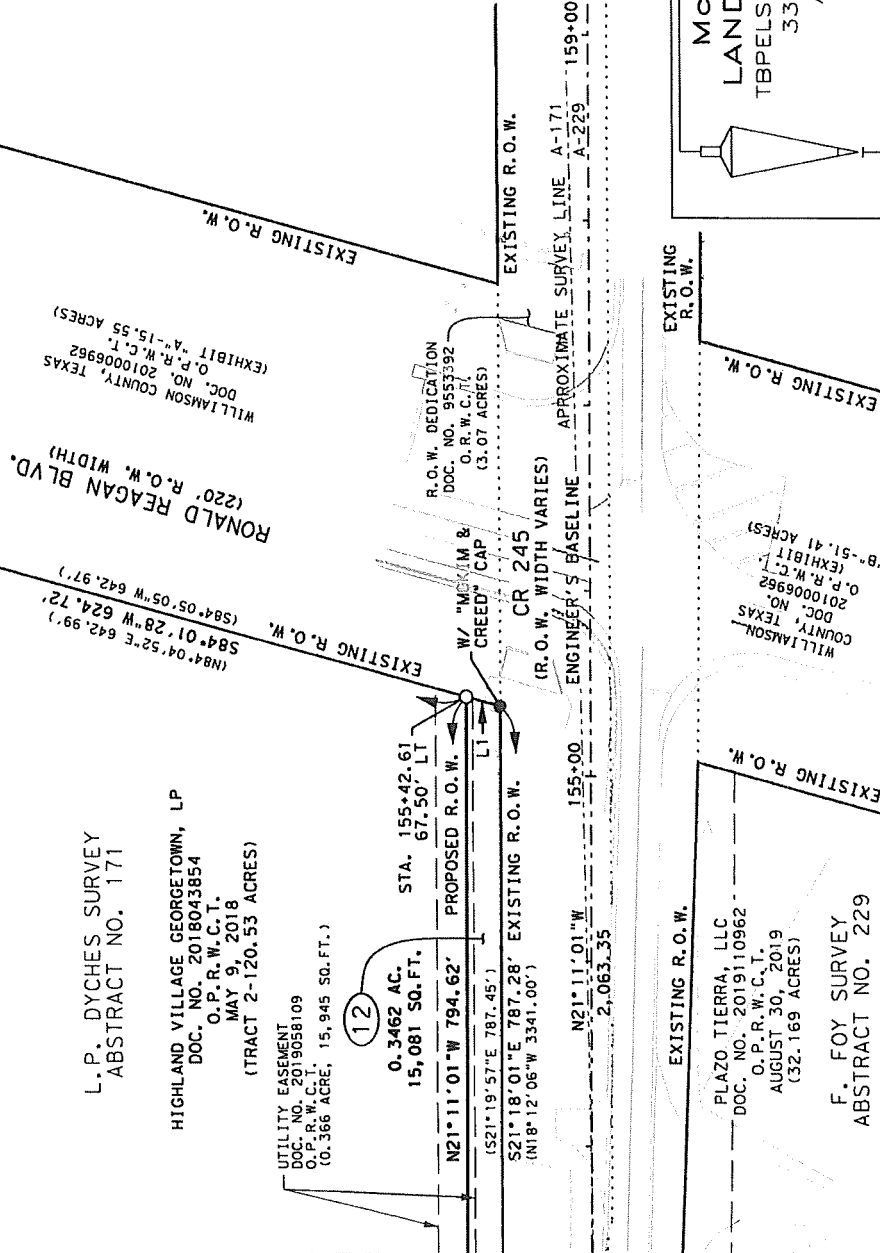 L.P. DYCHES SURVEY
ABSTRACT NO. 171
HIGHLAND VILLAGE GEORGETOWN, LP
DOC. NO. 2018043854
O.P.R.W.C.T.
MAY 9, 2018
(TRACT 2-120.53 ACRES)
UTILITY EASEMENT
DOC. NO. 2019058109
O.P.R.W.C.T.
(0.366 ACRE, 15,945 SQ.FT.)
12
0.3462 AC.
15,081 SQ.FT.
STA. 155+42.61
67.50' LT
N21°11'01"W 794.62'
PROPOSED R.O.W.
L1
(S21°19'57"E 787.45')
S21°18'01"E 787.28'
EXISTING R.O.W.
(N18°12'06"W 3341.00')
(N84°04'52"E 642.99')
S84°01'28"W 624.72'
(S84°05'05"W 642.97')
EXISTING R.O.W.
RONALD REAGAN BLVD.
(220' R.O.W. WIDTH)
WILLIAMSON COUNTY, TEXAS
DOC. NO. 2010006962
O.P.R.W.C.T.
(EXHIBIT "A"-15.55 ACRES)
EXISTING R.O.W.
R.O.W. DEDICATION
DOC. NO. 9553392
O.R.W.C.T.
(3.07 ACRES)
W/ "MCKIM &
CREED" CAP
EXISTING R.O.W.
CR 245
(R.O.W. WIDTH VARIES)
ENGINEER'S BASELINE
APPROXIMATE SURVEY LINE
A-171
A-229
159+00
155+00
N21°11'01"W
2,063.35
EXISTING R.O.W.
PLAZO TIERRA, LLC
DOC. NO. 2019110962
O.P.R.W.C.T.
AUGUST 30, 2019
(32.169 ACRES)
F. FOY SURVEY
ABSTRACT NO. 229
EXISTING R.O.W.
WILLIAMSON
COUNTY, TEXAS
DOC. NO.
2010006962
O.P.R.W.C.T.
(EXHIBIT
"B"-51.41 ACRES)
EXISTING R.O.W.
EXISTING
R.O.W.
Mc
LAND
TBPELS
33